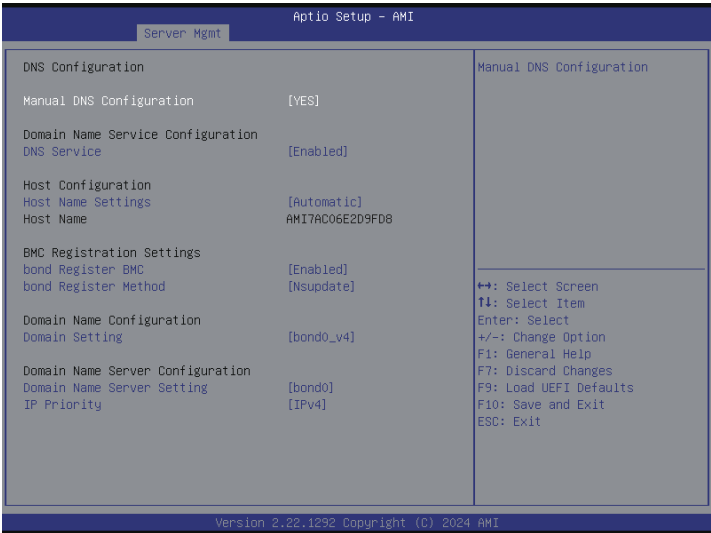 Aptio Setup – AMI
Server Mgmt
DNS Configuration
Manual DNS Configuration [YES]
Domain Name Service Configuration
DNS Service [Enabled]
Host Configuration
Host Name Settings [Automatic]
Host Name AMI7AC06E2D9FD8
BMC Registration Settings
bond Register BMC [Enabled]
bond Register Method [Nsupdate]
Domain Name Configuration
Domain Setting [bond0_v4]
Domain Name Server Configuration
Domain Name Server Setting [bond0]
IP Priority [IPv4]
Manual DNS Configuration
↔: Select Screen
↑↓: Select Item
Enter: Select
+/-: Change Option
F1: General Help
F7: Discard Changes
F9: Load UEFI Defaults
F10: Save and Exit
ESC: Exit
Version 2.22.1292 Copyright (C) 2024 AMI